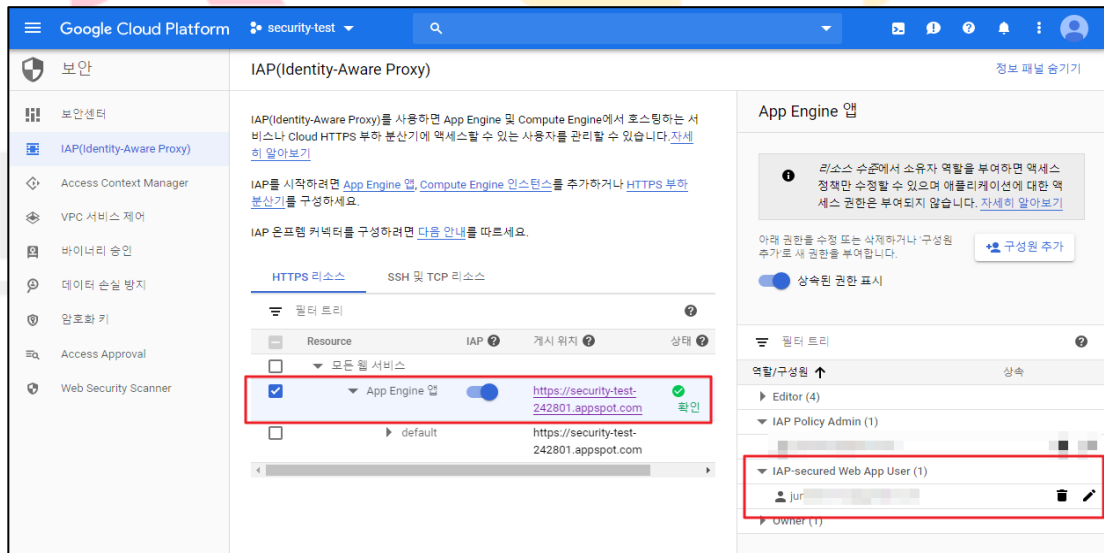 Google Cloud Platform
security-test
보안
IAP(Identity-Aware Proxy)
정보 패널 숨기기
보안센터
IAP(Identity-Aware Proxy)
Access Context Manager
VPC 서비스 제어
바이너리 승인
데이터 손실 방지
암호화 키
Access Approval
Web Security Scanner
IAP(Identity-Aware Proxy)를 사용하면 App Engine 및 Compute Engine에서 호스팅하는 서
비스나 Cloud HTTPS 부하 분산기에 액세스할 수 있는 사용자를 관리할 수 있습니다.자세
히 알아보기
IAP를 시작하려면 App Engine 앱, Compute Engine 인스턴스를 추가하거나 HTTPS 부하
분산기를 구성하세요.
IAP 온프렘 커넥터를 구성하려면 다음 안내를 따르세요.
HTTPS 리소스
SSH 및 TCP 리소스
필터 트리
Resource
IAP
게시 위치
상태
모든 웹 서비스
App Engine 앱
https://security-test-
242801.appspot.com
확인
default
https://security-test-
242801.appspot.com
App Engine 앱
리소스 수준에서 소유자 역할을 부여하면 액세스
정책만 수정할 수 있으며 애플리케이션에 대한 액
세스 권한은 부여되지 않습니다. 자세히 알아보기
아래 권한을 수정 또는 삭제하거나 '구성원
추가'로 새 권한을 부여합니다.
구성원 추가
상속된 권한 표시
필터 트리
역할/구성원
상속
Editor (4)
IAP Policy Admin (1)
IAP-secured Web App User (1)
jur
Owner (1)